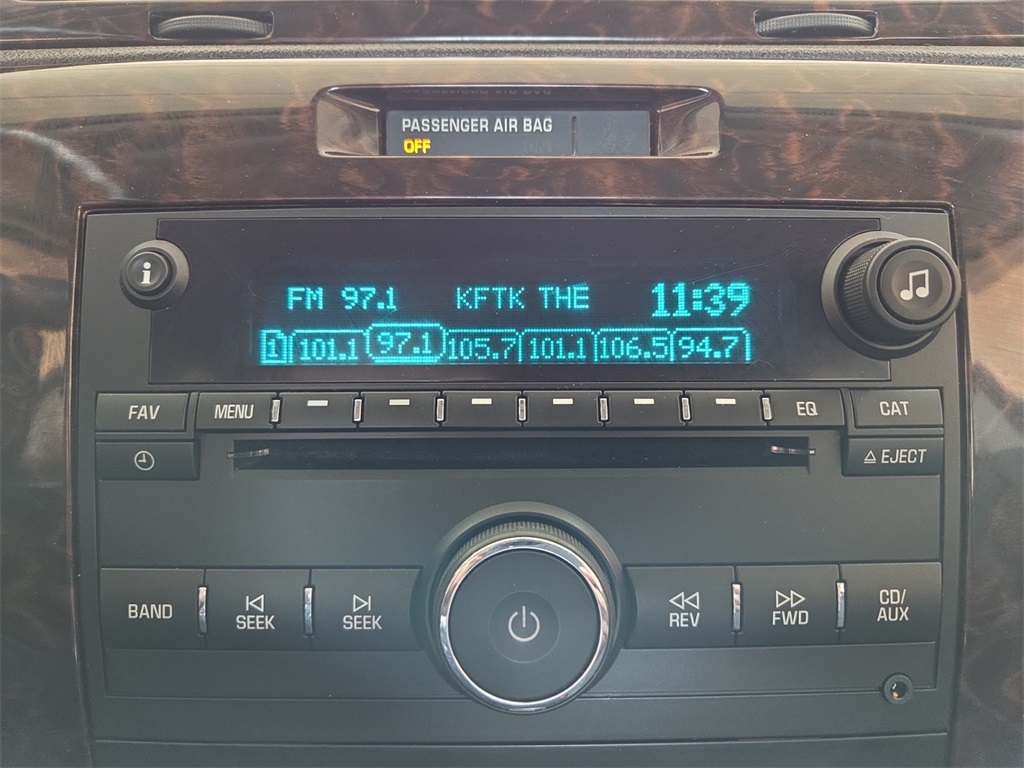 PASSENGER AIR BAG
OFF
FM 97.1 KFTK THE 11:39
1 101.1 97.1 105.7 101.1 106.5 94.7
FAV MENU EQ CAT
EJECT
BAND SEEK SEEK REV FWD CD/
AUX